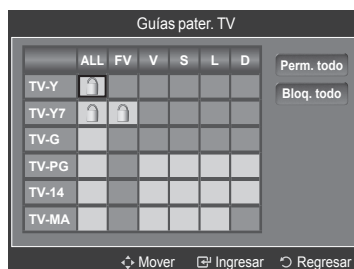 Guías pater. TV
ALL FV V S L D
Perm. todo
TV-Y
Bloq. todo
TV-Y7
TV-G
TV-PG
TV-14
TV-MA
Mover Ingresar Regresar